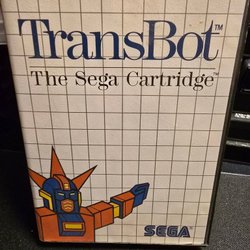 TransBot™
The Sega Cartridge™
SEGA